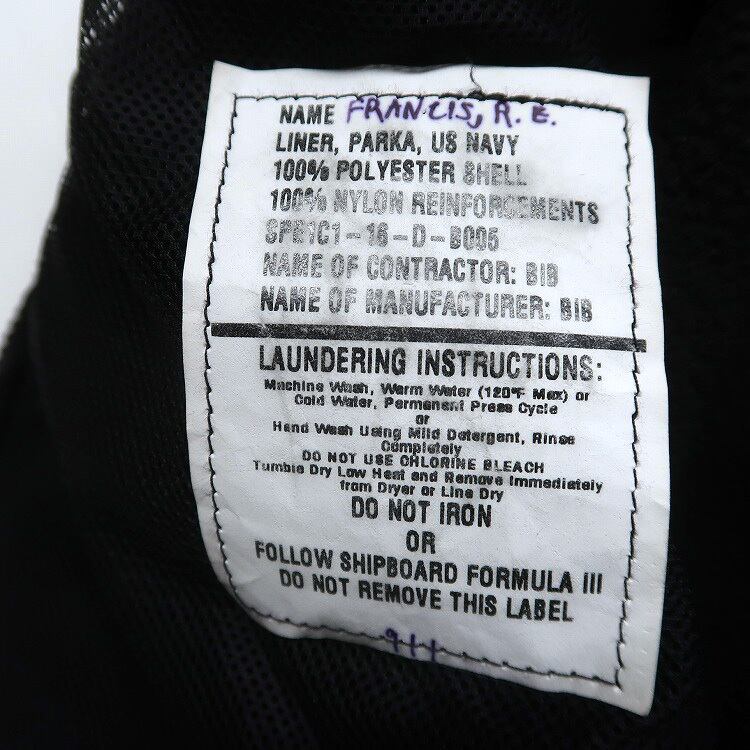 NAME FRANCIS, R. E.
LINER, PARKA, US NAVY
100% POLYESTER SHELL
100% NYLON REINFORCEMENTS
SPE1C1-16-D-B005
NAME OF CONTRACTOR: BIB
NAME OF MANUFACTURER: BIB
LAUNDERING INSTRUCTIONS:
Machine Wash, Warm Water (120°F Max) or
Cold Water, Permanent Press Cycle
or
Hand Wash Using Mild Detergent, Rinse
Completely
DO NOT USE CHLORINE BLEACH
Tumble Dry Low Heat and Remove Immediately
from Dryer or Line Dry
DO NOT IRON
OR
FOLLOW SHIPBOARD FORMULA III
DO NOT REMOVE THIS LABEL
911